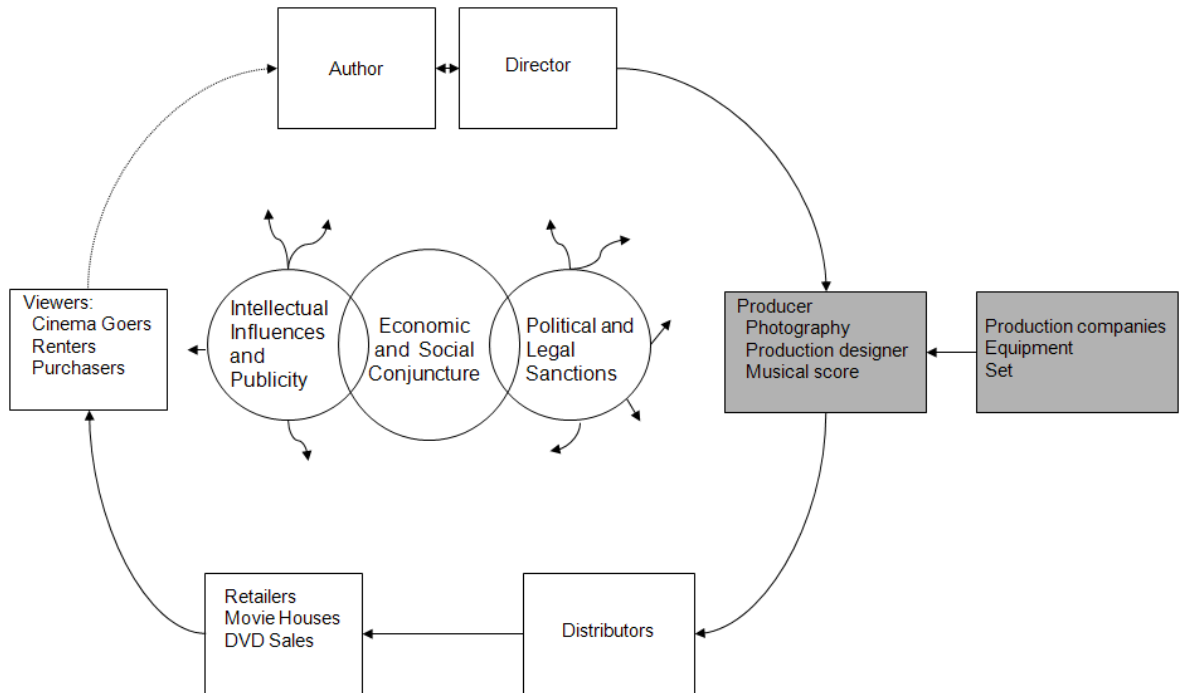 Author
Director
Viewers:
Cinema Goers
Renters
Purchasers
Intellectual
Influences
and
Publicity
Economic
and Social
Conjuncture
Political and
Legal
Sanctions
Producer
Photography
Production designer
Musical score
Production companies
Equipment
Set
Retailers
Movie Houses
DVD Sales
Distributors